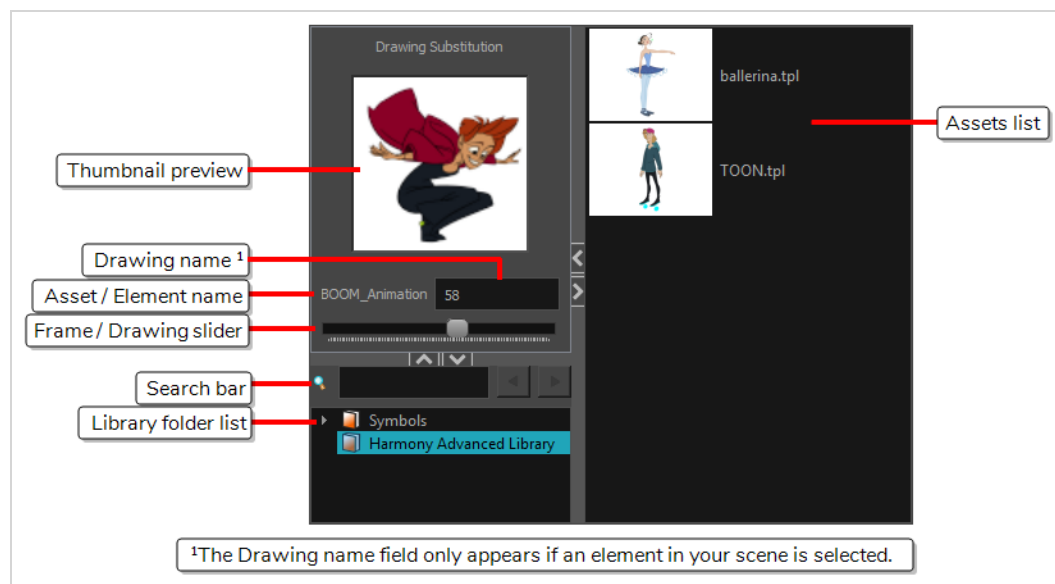 Drawing Substitution
ballerina.tpl
Assets list
Thumbnail preview
TOON.tpl
Drawing name ¹
Asset / Element name
BOOM_Animation
58
Frame / Drawing slider
Search bar
Library folder list
Symbols
Harmony Advanced Library
¹The Drawing name field only appears if an element in your scene is selected.